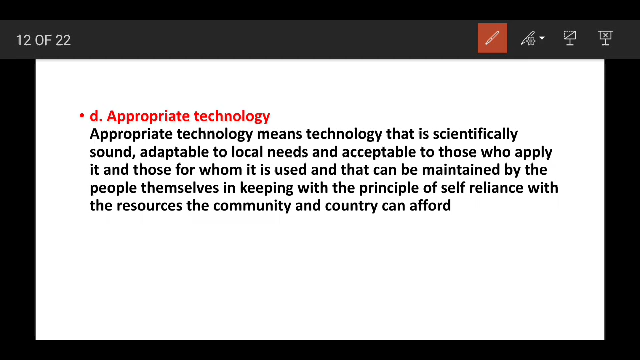 12 OF 22
• d. Appropriate technology
Appropriate technology means technology that is scientifically
sound, adaptable to local needs and acceptable to those who apply
it and those for whom it is used and that can be maintained by the
people themselves in keeping with the principle of self reliance with
the resources the community and country can afford